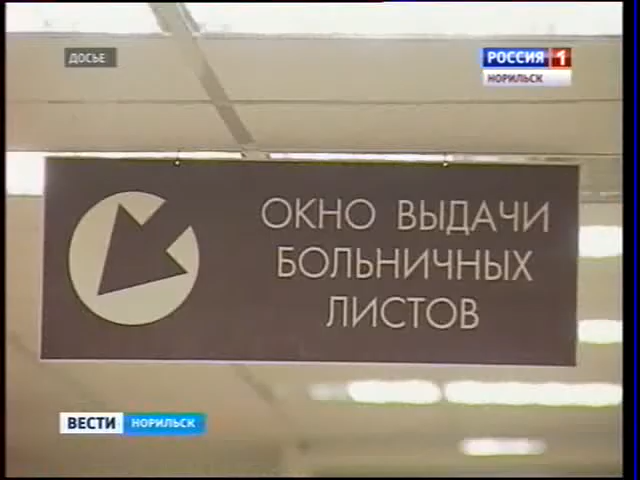 ДОСЬЕ
РОССИЯ 1
НОРИЛЬСК
ОКНО ВЫДАЧИ
БОЛЬНИЧНЫХ
ЛИСТОВ
ВЕСТИ НОРИЛЬСК